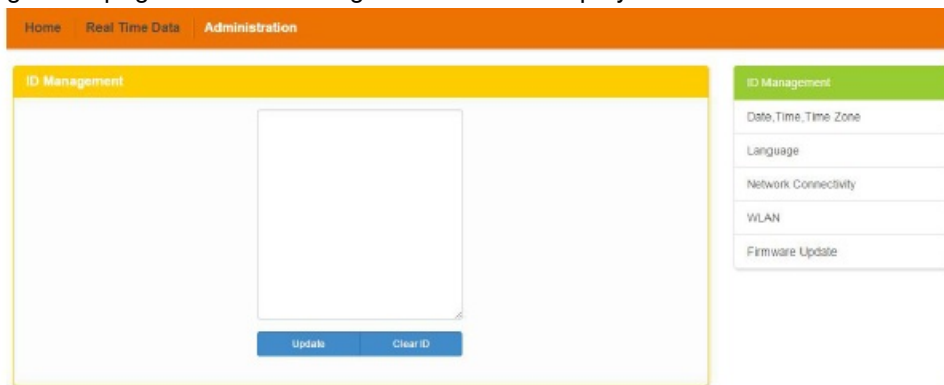 Home Real Time Data Administration
ID Management
Update Clear ID
ID Management
Date,Time,Time Zone
Language
Network Connectivity
WLAN
Firmware Update